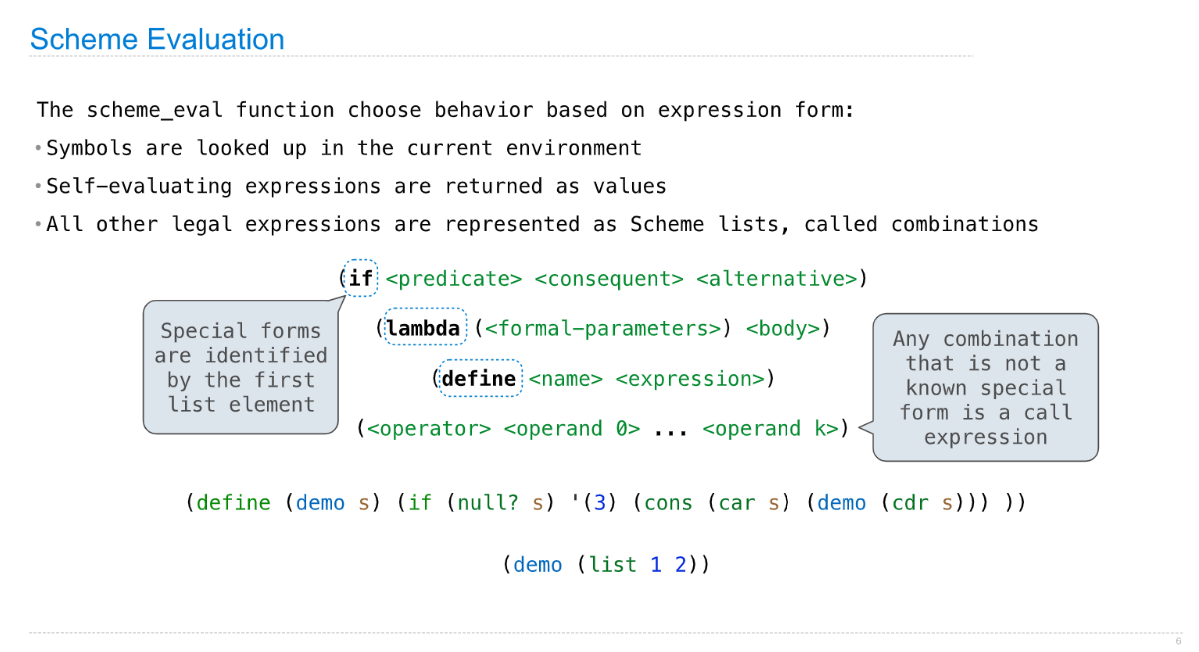 Scheme Evaluation
The scheme_eval function choose behavior based on expression form:
•Symbols are looked up in the current environment
•Self-evaluating expressions are returned as values
•All other legal expressions are represented as Scheme lists, called combinations
(if <predicate> <consequent> <alternative>)
Special forms
are identified
by the first
list element
(lambda (<formal-parameters>) <body>)
(define <name> <expression>)
(<operator> <operand 0> ... <operand k>)
Any combination
that is not a
known special
form is a call
expression
(define (demo s) (if (null? s) '(3) (cons (car s) (demo (cdr s))) ))
(demo (list 1 2))
6